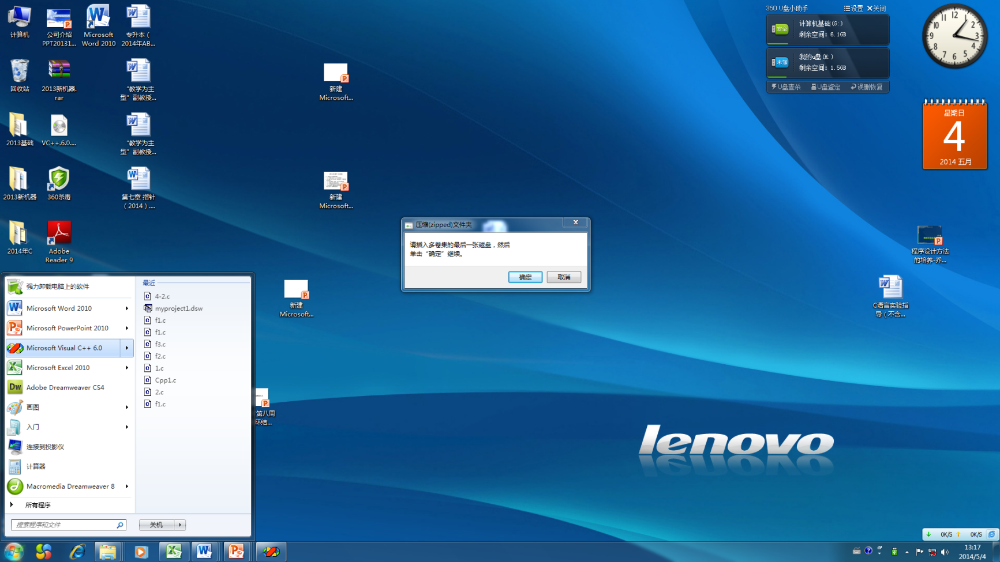 计算机
公司介绍
PPT20131...
Microsoft
Word 2010
专升本（
2014年AB...
回收站
2013新机器.
rar
“教学为主
型”副教授...
2013基础
VC++.6.0....
“教学为主
型”副教授...
2013新机器
360杀毒
第七章 指针
（2014）....
2014年C
Adobe
Reader 9
新建
Microsoft...
新建
Microsoft...
新建
Microsoft...
第八周
环结...
360 U盘小助手
设置
关闭
安全
计算机基础(G:)
剩余空间: 6.1GB
未知
我的u盘(H:)
剩余空间: 1.5GB
U盘查杀
U盘鉴定
误删恢复
12
1
2
3
4
5
6
7
8
9
10
11
星期日
4
2014 五月
程序设计方法
的培养-乔...
C语言实验指
导（不含...
压缩(zipped)文件夹
请插入多卷集的最后一张磁盘，然后
单击“确定”继续。
确定
取消
强力卸载电脑上的软件
Microsoft Word 2010
Microsoft PowerPoint 2010
Microsoft Visual C++ 6.0
Microsoft Excel 2010
Dw
Adobe Dreamweaver CS4
画图
入门
连接到投影仪
计算器
Macromedia Dreamweaver 8
所有程序
搜索程序和文件
关机
最近
4-2.c
myproject1.dsw
f1.c
f1.c
f3.c
f2.c
1.c
Cpp1.c
2.c
f1.c
lenovo
0K/S
0K/S
13:17
2014/5/4